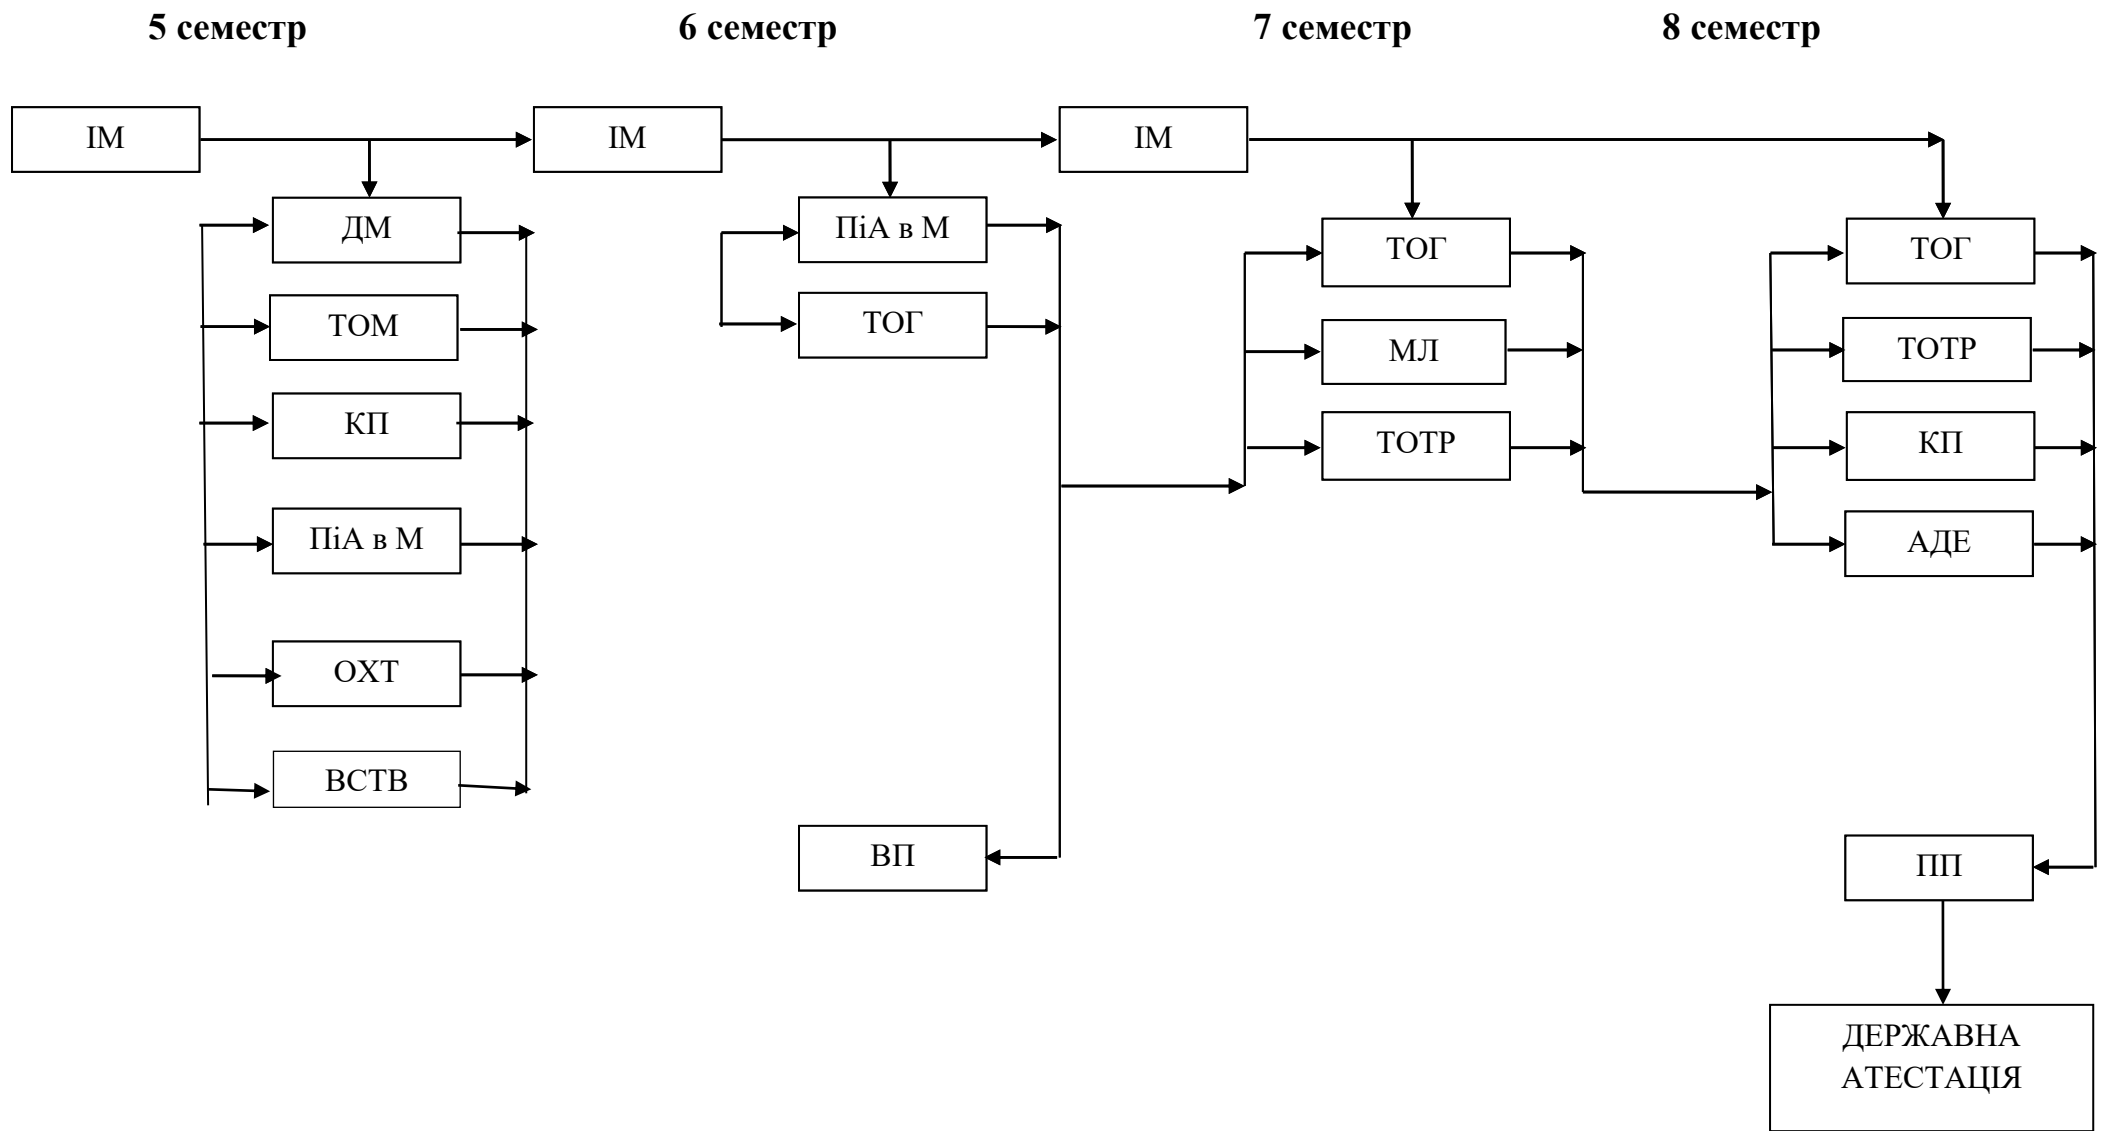 5 семестр
6 семестр
7 семестр
8 семестр
ІМ
ІМ
ІМ
ДМ
ТОМ
КП
ПіА в М
ОХТ
ВСТВ
ПіА в М
ТОГ
ВП
ТОГ
МЛ
ТОТР
ТОГ
ТОТР
КП
АДЕ
ПП
ДЕРЖАВНА
АТЕСТАЦІЯ